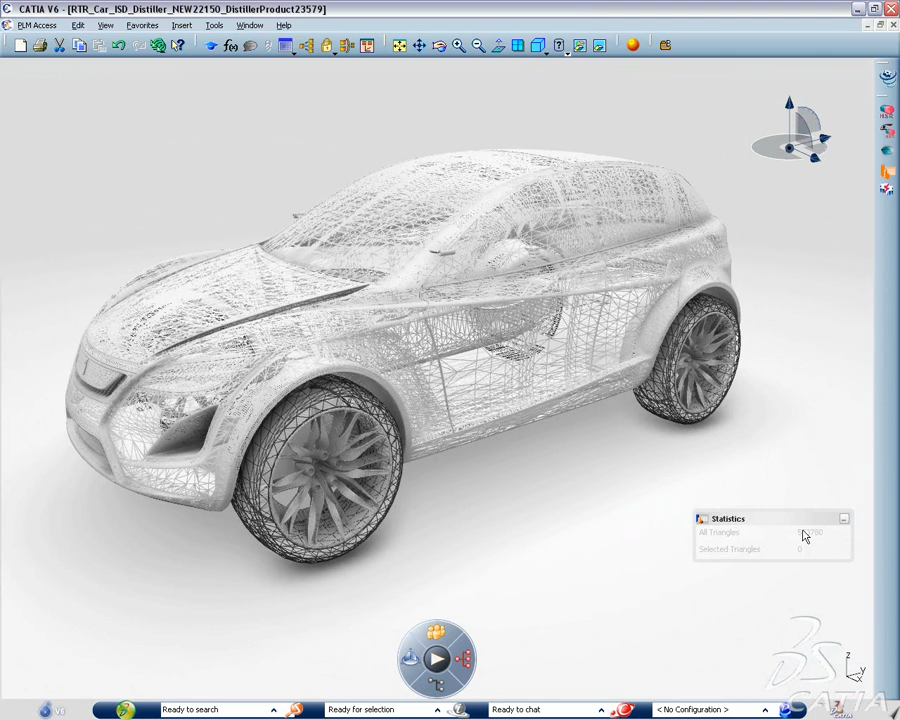 CATIA V6 - [RTR_Car_ISD_Distiller_NEW22150_DistillerProduct23579]
PLM Access Edit View Favorites Insert Tools Window Help
Statistics
All Triangles
Selected Triangles 0
z
y
x
CATIA
V6 Ready to search Ready for selection Ready to chat < No Configuration >